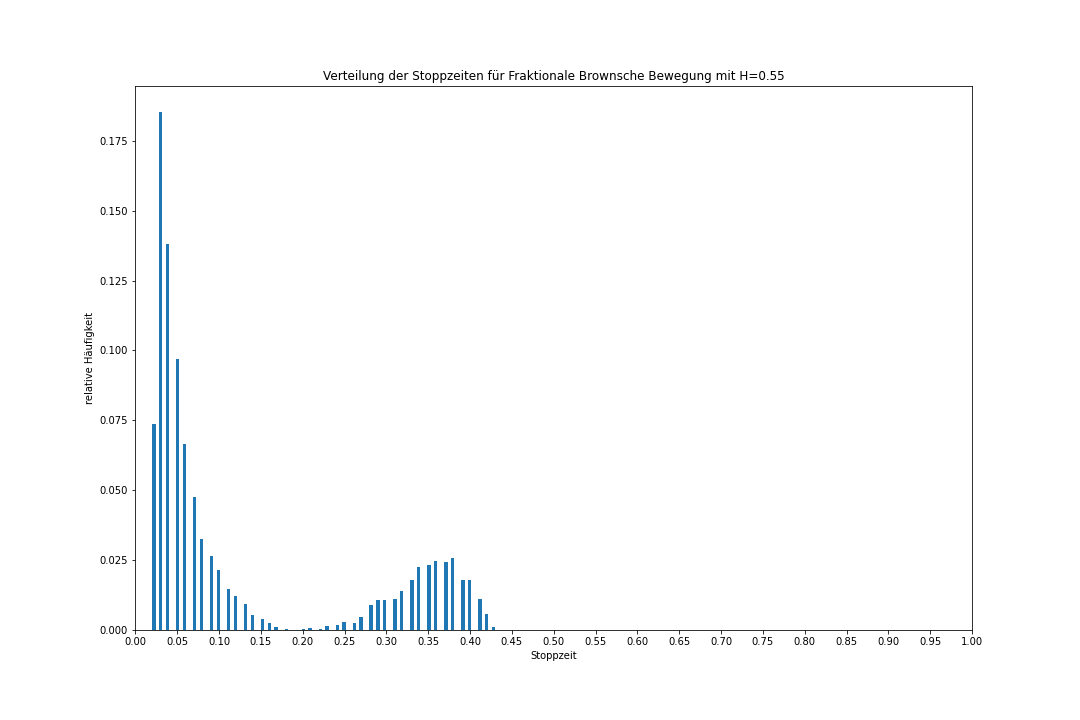 Verteilung der Stoppzeiten für Fraktionale Brownsche Bewegung mit H=0.55
relative Häufigkeit
0.175
0.150
0.125
0.100
0.075
0.050
0.025
0.000
0.00 0.05 0.10 0.15 0.20 0.25 0.30 0.35 0.40 0.45 0.50 0.55 0.60 0.65 0.70 0.75 0.80 0.85 0.90 0.95 1.00
Stoppzeit